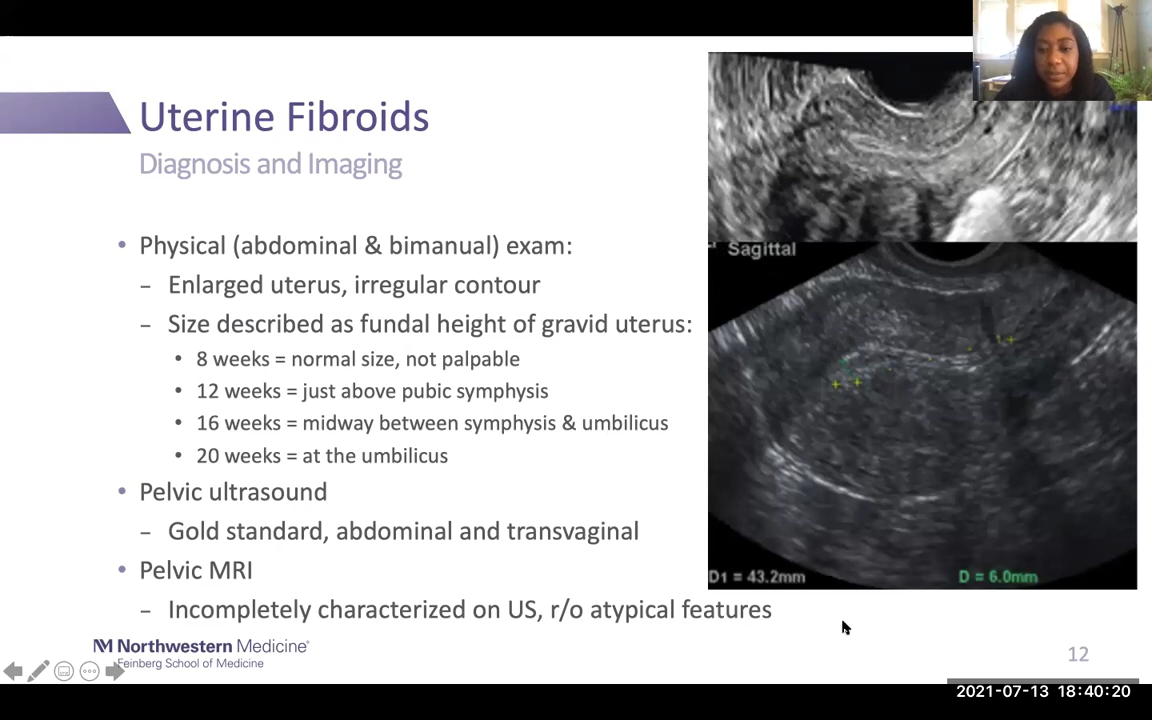 Uterine Fibroids
Diagnosis and Imaging
• Physical (abdominal & bimanual) exam:
– Enlarged uterus, irregular contour
– Size described as fundal height of gravid uterus:
• 8 weeks = normal size, not palpable
• 12 weeks = just above pubic symphysis
• 16 weeks = midway between symphysis & umbilicus
• 20 weeks = at the umbilicus
• Pelvic ultrasound
– Gold standard, abdominal and transvaginal
• Pelvic MRI
– Incompletely characterized on US, r/o atypical features
Sagittal
D1 = 43.2mm
D = 6.0mm
Northwestern Medicine
Feinberg School of Medicine
12
2021-07-13 18:40:20